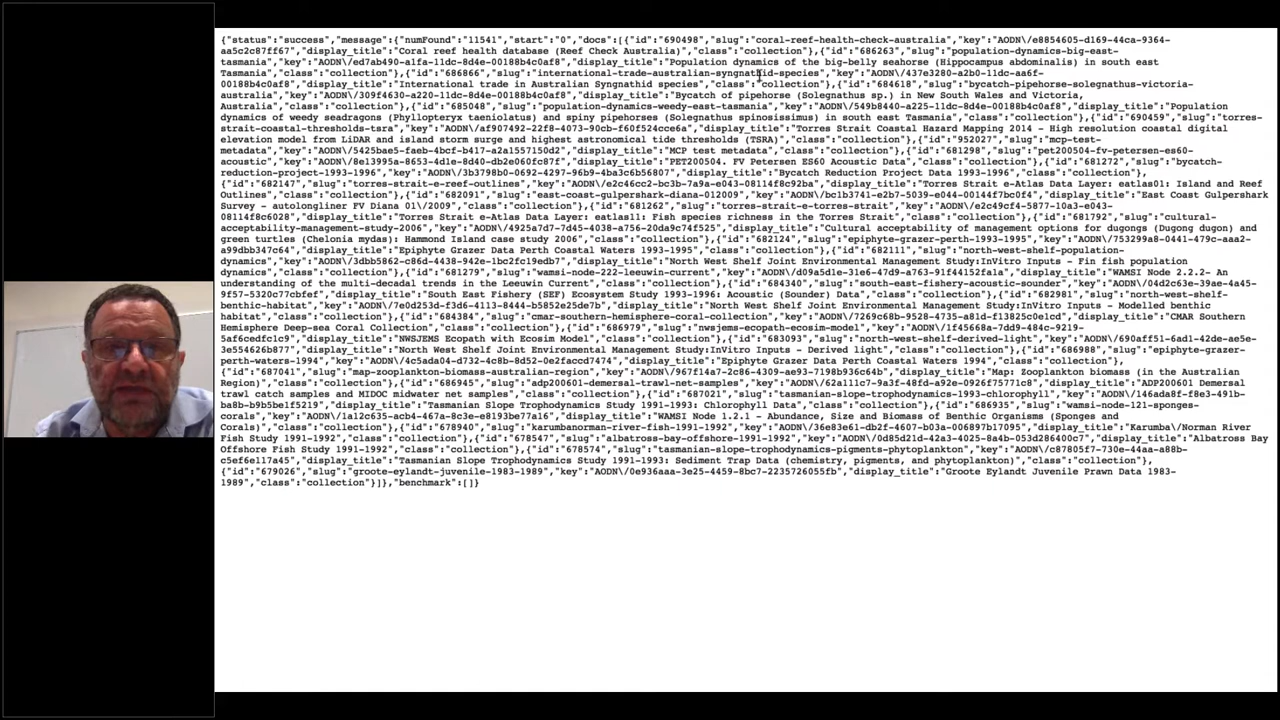 {"status":"success","message":{"numFound":"11541","start":"0","docs":[{"id":"690498","slug":"coral-reef-health-check-australia","key":"AODN\/e8854605-d169-44ca-9364-
aa5c2c87ff67","display_title":"Coral reef health database (Reef Check Australia)","class":"collection"},{"id":"686263","slug":"population-dynamics-big-east-
tasmania","key":"AODN\/ed7ab490-a1fa-11dc-8d4e-00188b4c0af8","display_title":"Population dynamics of the big-belly seahorse (Hippocampus abdominalis) in south east
Tasmania","class":"collection"},{"id":"686866","slug":"international-trade-australian-syngnathid-species","key":"AODN\/437e3280-a2b0-11dc-aa6f-
00188b4c0af8","display_title":"International trade in Australian Syngnathid species","class":"collection"},{"id":"684618","slug":"bycatch-pipehorse-solegnathus-victoria-
australia","key":"AODN\/309f4630-a220-11dc-8d4e-00188b4c0af8","display_title":"Bycatch of pipehorse (Solegnathus sp.) in New South Wales and Victoria,
Australia","class":"collection"},{"id":"685048","slug":"population-dynamics-weedy-east-tasmania","key":"AODN\/549b8440-a225-11dc-8d4e-00188b4c0af8","display_title":"Population
dynamics of weedy seadragons (Phyllopteryx taeniolatus) and spiny pipehorses (Solegnathus spinosissimus) in south east Tasmania","class":"collection"},{"id":"690459","slug":"torres-
strait-coastal-thresholds-tsra","key":"AODN\/af907492-22f8-4073-90cb-f60f524cce6a","display_title":"Torres Strait Coastal Hazard Mapping 2014 - High resolution coastal digital
elevation model from LiDAR and island storm surge and highest astronomical tide thresholds (TSRA)","class":"collection"},{"id":"952027","slug":"mcp-test-
metadata","key":"AODN\/5425bae5-faeb-4bcf-b417-a2a1557150d2","display_title":"MCP test metadata","class":"collection"},{"id":"681298","slug":"pet200504-fv-petersen-es60-
acoustic","key":"AODN\/8e13995a-8653-4d1e-8d40-db2e060fc87f","display_title":"PET200504. FV Petersen ES60 Acoustic Data","class":"collection"},{"id":"681272","slug":"bycatch-
reduction-project-1993-1996","key":"AODN\/3b3798b0-0692-4297-96b9-4ba3c6b56807","display_title":"Bycatch Reduction Project Data 1993-1996","class":"collection"},
{"id":"682147","slug":"torres-strait-e-reef-outlines","key":"AODN\/e2c46cc2-bc3b-7a9a-e043-08114f8c92ba","display_title":"Torres Strait e-Atlas Data Layer: eatlas01: Island and Reef
Outlines","class":"collection"},{"id":"682091","slug":"east-coast-gulpershark-diana-012009","key":"AODN\/bc1b3741-e2b7-5039-e044-00144f7bc0f4","display_title":"East Coast Gulpershark
Survey - autolongliner FV Diana 01\/2009","class":"collection"},{"id":"681262","slug":"torres-strait-e-torres-strait","key":"AODN\/e2c49cf4-5877-10a3-e043-
08114f8c6028","display_title":"Torres Strait e-Atlas Data Layer: eatlas11: Fish species richness in the Torres Strait","class":"collection"},{"id":"681792","slug":"cultural-
acceptability-management-study-2006","key":"AODN\/4925a7d7-7d45-4038-a756-20da9c74f525","display_title":"Cultural acceptability of management options for dugongs (Dugong dugon) and
green turtles (Chelonia mydas): Hammond Island case study 2006","class":"collection"},{"id":"682124","slug":"epiphyte-grazer-perth-1993-1995","key":"AODN\/753299a8-0441-479c-aaa2-
a99dbb347c64","display_title":"Epiphyte Grazer Data Perth Coastal Waters 1993-1995","class":"collection"},{"id":"682111","slug":"north-west-shelf-population-
dynamics","key":"AODN\/3dbb5862-c86d-4438-942e-1bc2fc19edb7","display_title":"North West Shelf Joint Environmental Management Study:InVitro Inputs - Fin fish population
dynamics","class":"collection"},{"id":"681279","slug":"wamsi-node-222-leeuwin-current","key":"AODN\/d09a5d1e-31e6-47d9-a763-91f44152fa1a","display_title":"WAMSI Node 2.2.2- An
understanding of the multi-decadal trends in the Leeuwin Current","class":"collection"},{"id":"684340","slug":"south-east-fishery-acoustic-sounder","key":"AODN\/04d2c63e-39ae-4a45-
9f57-5320c77cbfef","display_title":"South East Fishery (SEF) Ecosystem Study 1993-1996: Acoustic (Sounder) Data","class":"collection"},{"id":"682981","slug":"north-west-shelf-
benthic-habitat","key":"AODN\/7e0d253d-f3d6-4113-8444-b5852e25de7b","display_title":"North West Shelf Joint Environmental Management Study:InVitro Inputs - Modelled benthic
habitat","class":"collection"},{"id":"684384","slug":"cmar-southern-hemisphere-coral-collection","key":"AODN\/7269c68b-9528-4735-a81d-f13825c0e1cd","display_title":"CMAR Southern
Hemisphere Deep-sea Coral Collection","class":"collection"},{"id":"686979","slug":"nwsjems-ecopath-ecosim-model","key":"AODN\/1f45668a-7dd9-484c-9219-
5af6cedfc1c9","display_title":"NWSJEMS Ecopath with Ecosim Model","class":"collection"},{"id":"683093","slug":"north-west-shelf-derived-light","key":"AODN\/690aff51-6ad1-42de-ae5e-
3e554626b877","display_title":"North West Shelf Joint Environmental Management Study:InVitro Inputs - Derived light","class":"collection"},{"id":"686988","slug":"epiphyte-grazer-
perth-waters-1994","key":"AODN\/4c5ada04-d732-4c8b-8d52-0e2faccd7474","display_title":"Epiphyte Grazer Data Perth Coastal Waters 1994","class":"collection"},
{"id":"687041","slug":"map-zooplankton-biomass-australian-region","key":"AODN\/967f14a7-2c86-4309-ae93-7198b936c64b","display_title":"Map: Zooplankton biomass (in the Australian
Region)","class":"collection"},{"id":"686945","slug":"adp200601-demersal-trawl-net-samples","key":"AODN\/62a111c7-9a3f-48fd-a92e-0926f75771c8","display_title":"ADP200601 Demersal
trawl catch samples and MIDOC midwater net samples","class":"collection"},{"id":"687021","slug":"tasmanian-slope-trophodynamics-1993-chlorophyll","key":"AODN\/146ada8f-f8e3-491b-
ba8b-b9b5be1f5219","display_title":"Tasmanian Slope Trophodynamics Study 1991-1993: Chlorophyll Data","class":"collection"},{"id":"686935","slug":"wamsi-node-121-sponges-
corals","key":"AODN\/1a12c635-acb4-467a-8c3e-e8193be77a16","display_title":"WAMSI Node 1.2.1 - Abundance, Size and Biomass of Benthic Organisms (Sponges and
Corals)","class":"collection"},{"id":"678940","slug":"karumbanorman-river-fish-1991-1992","key":"AODN\/36e83e61-db2f-4607-b03a-006897b17095","display_title":"Karumba\/Norman River
Fish Study 1991-1992","class":"collection"},{"id":"678547","slug":"albatross-bay-offshore-1991-1992","key":"AODN\/0d85d21d-42a3-4025-8a4b-053d286400c7","display_title":"Albatross Bay
Offshore Fish Study 1991-1992","class":"collection"},{"id":"678574","slug":"tasmanian-slope-trophodynamics-pigments-phytoplankton","key":"AODN\/c87805f7-730e-44aa-a88b-
c5ef6e117a45","display_title":"Tasmanian Slope Trophodynamics Study 1991-1993: Sediment Trap Data (chemistry, pigments, and phytoplankton)","class":"collection"},
{"id":"679026","slug":"groote-eylandt-juvenile-1983-1989","key":"AODN\/0e936aaa-3e25-4459-8bc7-2235726055fb","display_title":"Groote Eylandt Juvenile Prawn Data 1983-
1989","class":"collection"}]},"benchmark":[]}